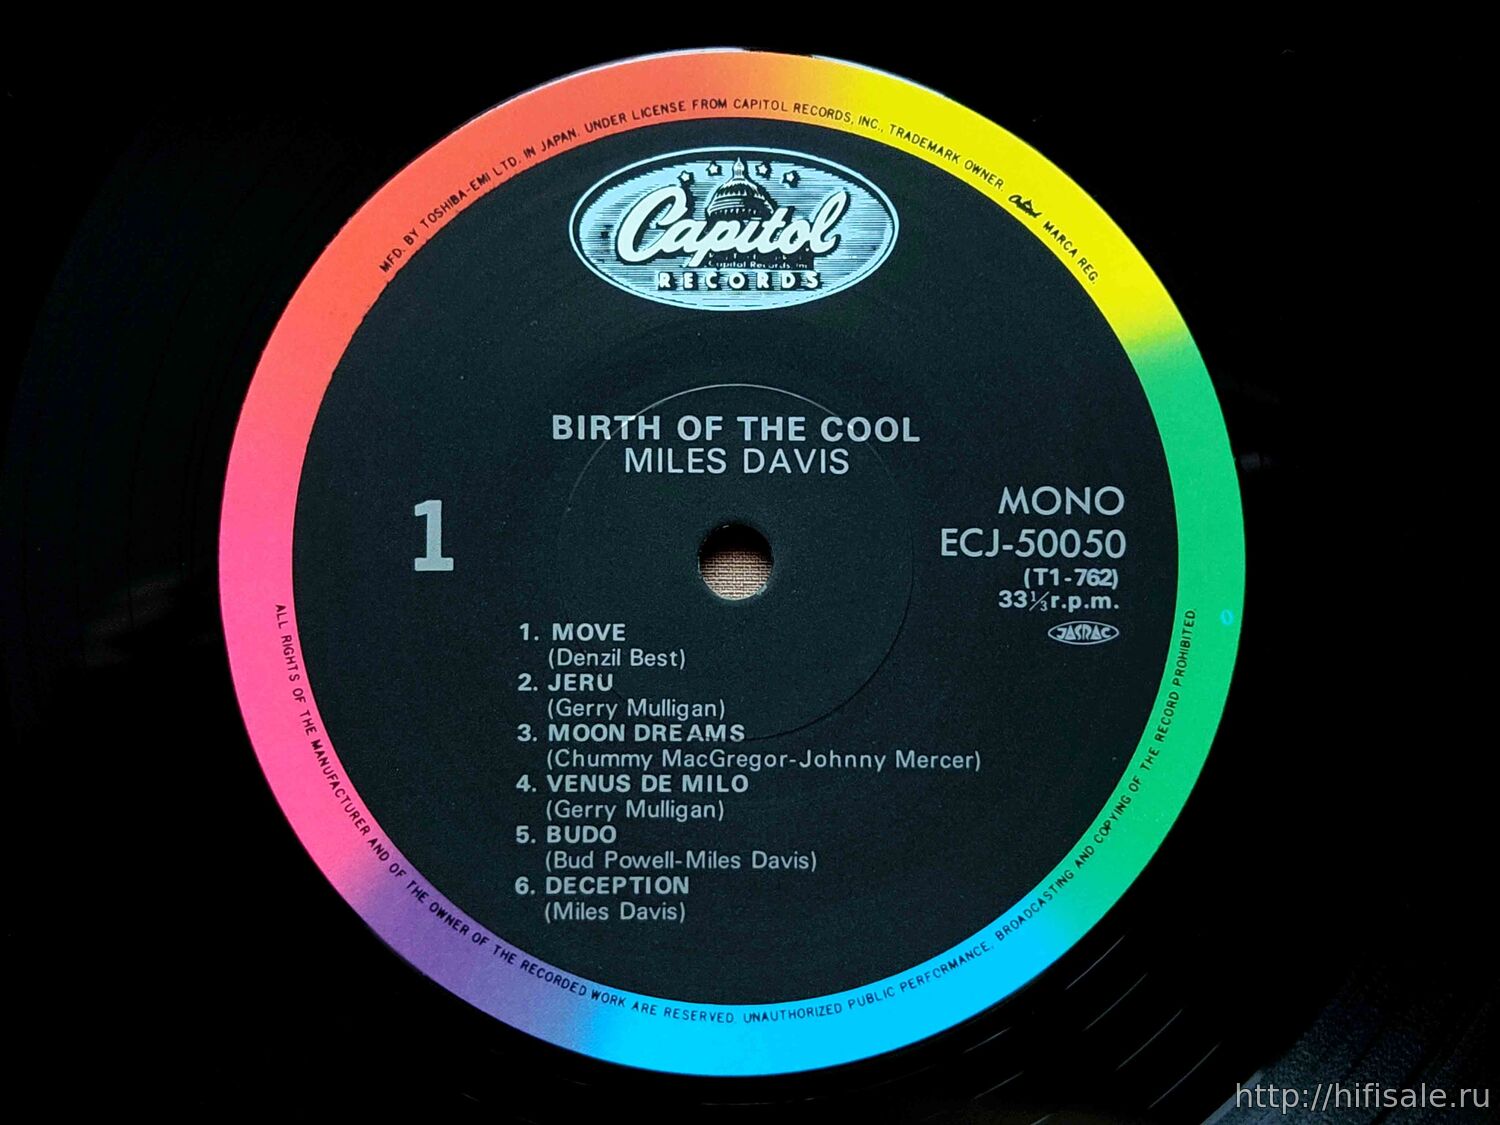 MFD. BY TOSHIBA-EMI LTD. IN JAPAN. UNDER LICENSE FROM CAPITOL RECORDS, INC., TRADEMARK OWNER. Capitol MARCA REG.
Capitol
Capitol Records, Inc.
RECORDS
BIRTH OF THE COOL
MILES DAVIS
1
MONO
ECJ-50050
(T1-762)
33⅓r.p.m.
JASRAC
1. MOVE
(Denzil Best)
2. JERU
(Gerry Mulligan)
3. MOON DREAMS
(Chummy MacGregor-Johnny Mercer)
4. VENUS DE MILO
(Gerry Mulligan)
5. BUDO
(Bud Powell-Miles Davis)
6. DECEPTION
(Miles Davis)
ALL RIGHTS OF THE MANUFACTURER AND OF THE OWNER OF THE RECORDED WORK ARE RESERVED. UNAUTHORIZED PUBLIC PERFORMANCE, BROADCASTING AND COPYING OF THE RECORD PROHIBITED.
http://hifisale.ru